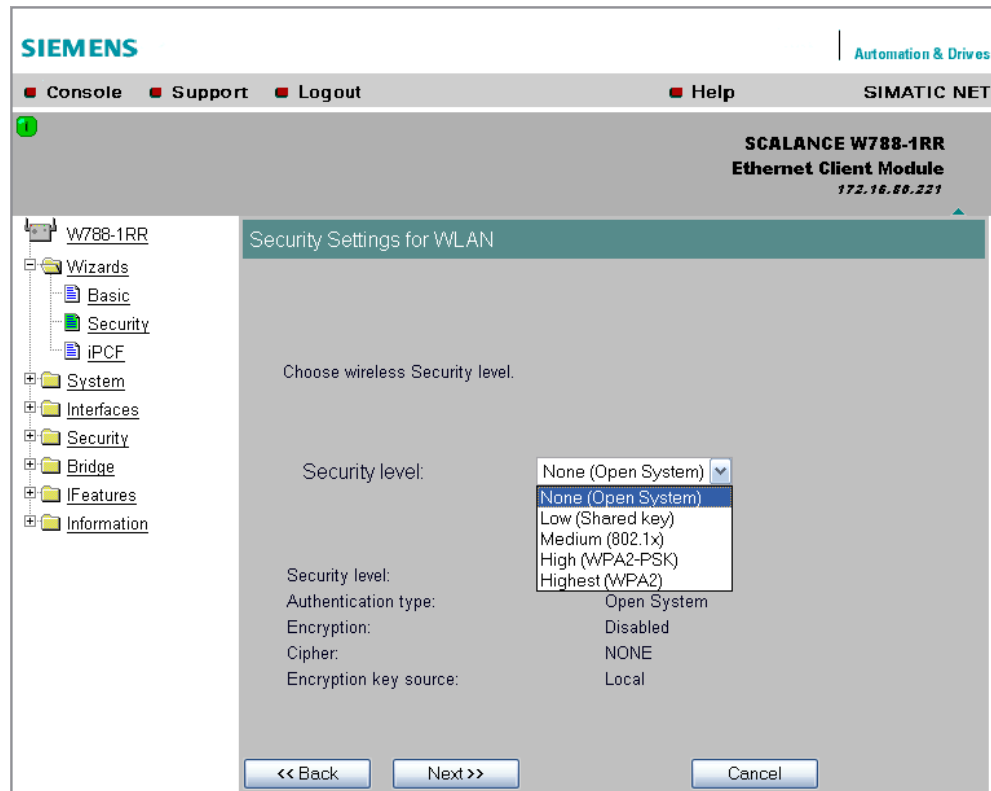 SIEMENS
Automation & Drives
Console Support Logout Help SIMATIC NET
SCALANCE W788-1RR
Ethernet Client Module
172.16.80.221
W788-1RR
Wizards
Basic
Security
iPCF
System
Interfaces
Security
Bridge
IFeatures
Information
Security Settings for WLAN
Choose wireless Security level.
Security level: None (Open System)
None (Open System)
Low (Shared key)
Medium (802.1x)
High (WPA2-PSK)
Highest (WPA2)
Security level:
Authentication type: Open System
Encryption: Disabled
Cipher: NONE
Encryption key source: Local
<< Back Next >> Cancel